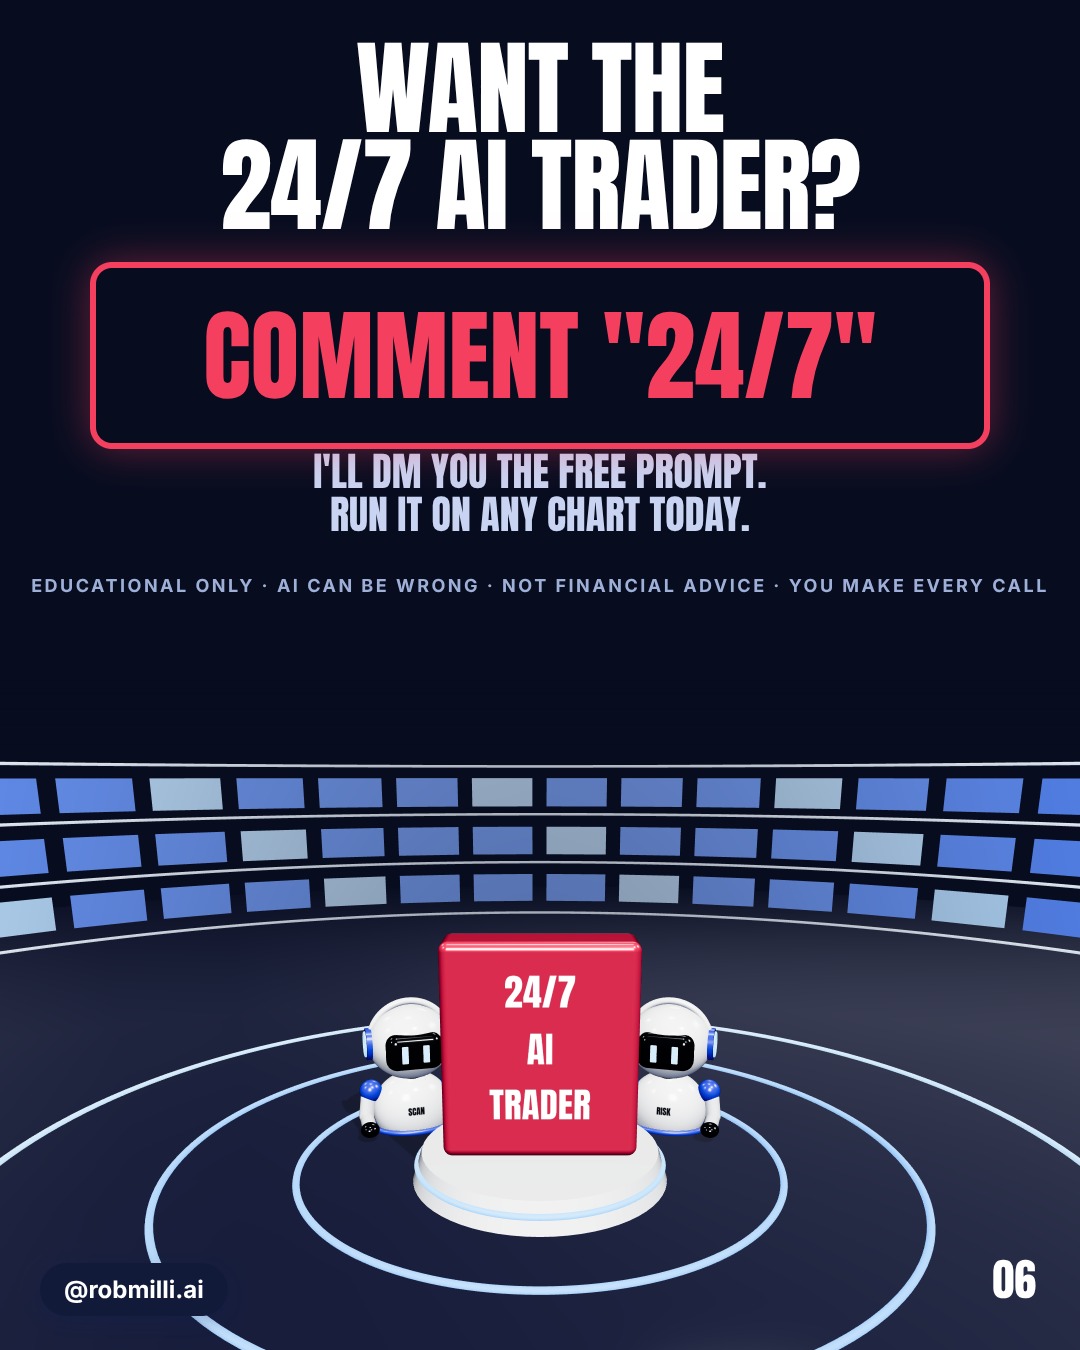 WANT THE
24/7 AI TRADER?
COMMENT "24/7"
I'LL DM YOU THE FREE PROMPT.
RUN IT ON ANY CHART TODAY.
EDUCATIONAL ONLY · AI CAN BE WRONG · NOT FINANCIAL ADVICE · YOU MAKE EVERY CALL
24/7
AI
TRADER
SCAN
RISK
@robmilli.ai
06